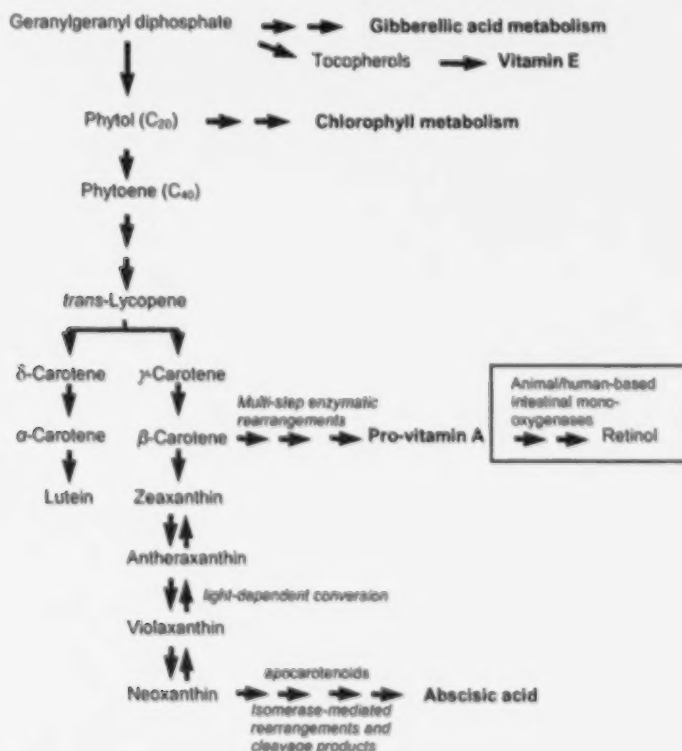 Geranylgeranyl diphosphate
Gibberellic acid metabolism
Tocopherols
Vitamin E
Phytol (C20)
Chlorophyll metabolism
Phytoene (C40)
trans-Lycopene
δ-Carotene
γ-Carotene
Multi-step enzymatic
rearrangements
Animal/human-based
intestinal mono-
oxygenases
α-Carotene
β-Carotene
Pro-vitamin A
Retinol
Lutein
Zeaxanthin
Antheraxanthin
light-dependent conversion
Violaxanthin
apocarotenoids
Neoxanthin
Abscisic acid
Isomerase-mediated
rearrangements and
cleavage products